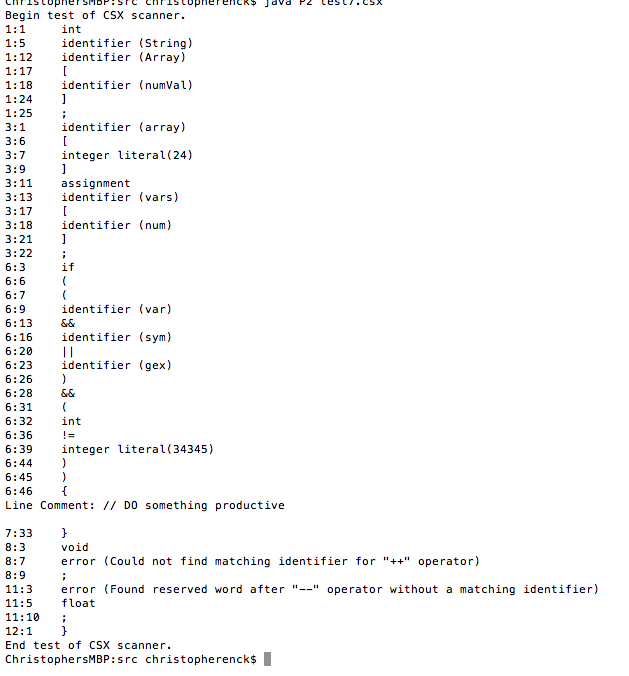 ChristophersMBP:src christopherenck$ java P2 test7.csx
Begin test of CSX scanner.
1:1 int
1:5 identifier (String)
1:12 identifier (Array)
1:17 [
1:18 identifier (numVal)
1:24 ]
1:25 ;
3:1 identifier (array)
3:6 [
3:7 integer literal(24)
3:9 ]
3:11 assignment
3:13 identifier (vars)
3:17 [
3:18 identifier (num)
3:21 ]
3:22 ;
6:3 if
6:6 (
6:7 (
6:9 identifier (var)
6:13 &&
6:16 identifier (sym)
6:20 ||
6:23 identifier (gex)
6:26 )
6:28 &&
6:31 (
6:32 int
6:36 !=
6:39 integer literal(34345)
6:44 )
6:45 )
6:46 {
Line Comment: // DO something productive
7:33 }
8:3 void
8:7 error (Could not find matching identifier for "++" operator)
8:9 ;
11:3 error (Found reserved word after "--" operator without a matching identifier)
11:5 float
11:10 ;
12:1 }
End test of CSX scanner.
ChristophersMBP:src christopherenck$